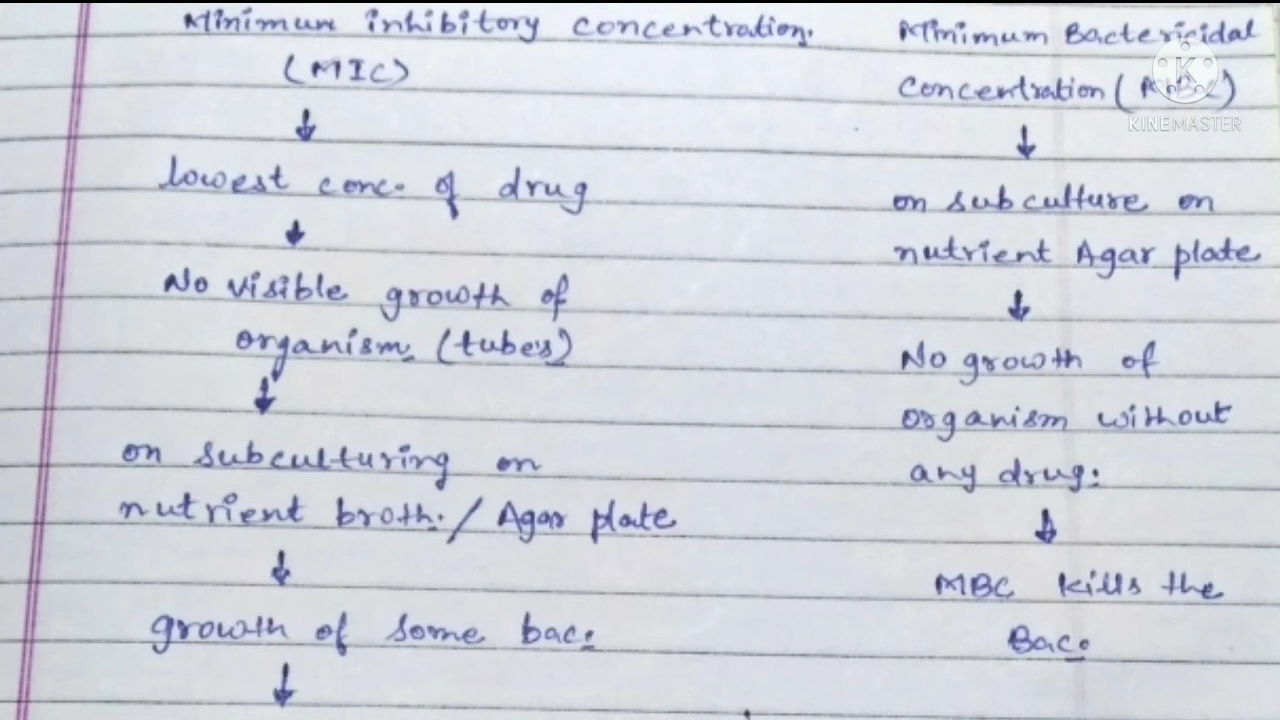 Minimum inhibitory concentration.
(MIC)
lowest conc. of drug
No visible growth of
organism (tubes)
on subculturing on
nutrient broth./ Agar plate
growth of some bac.
Minimum Bactericidal
Concentration (MBC)
KINEMASTER
on subculture on
nutrient Agar plate
No growth of
organism without
any drug.
MBC kills the
Bac.